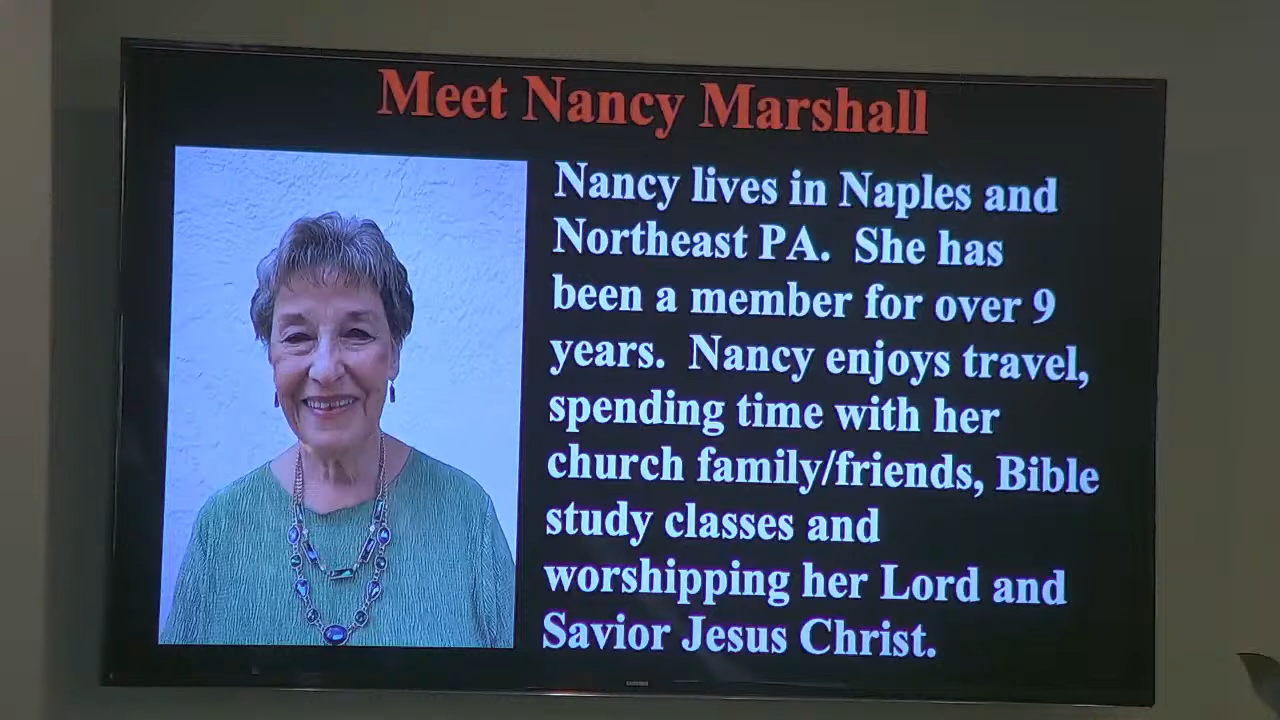 Meet Nancy Marshall
Nancy lives in Naples and
Northeast PA. She has
been a member for over 9
years. Nancy enjoys travel,
spending time with her
church family/friends, Bible
study classes and
worshipping her Lord and
Savior Jesus Christ.